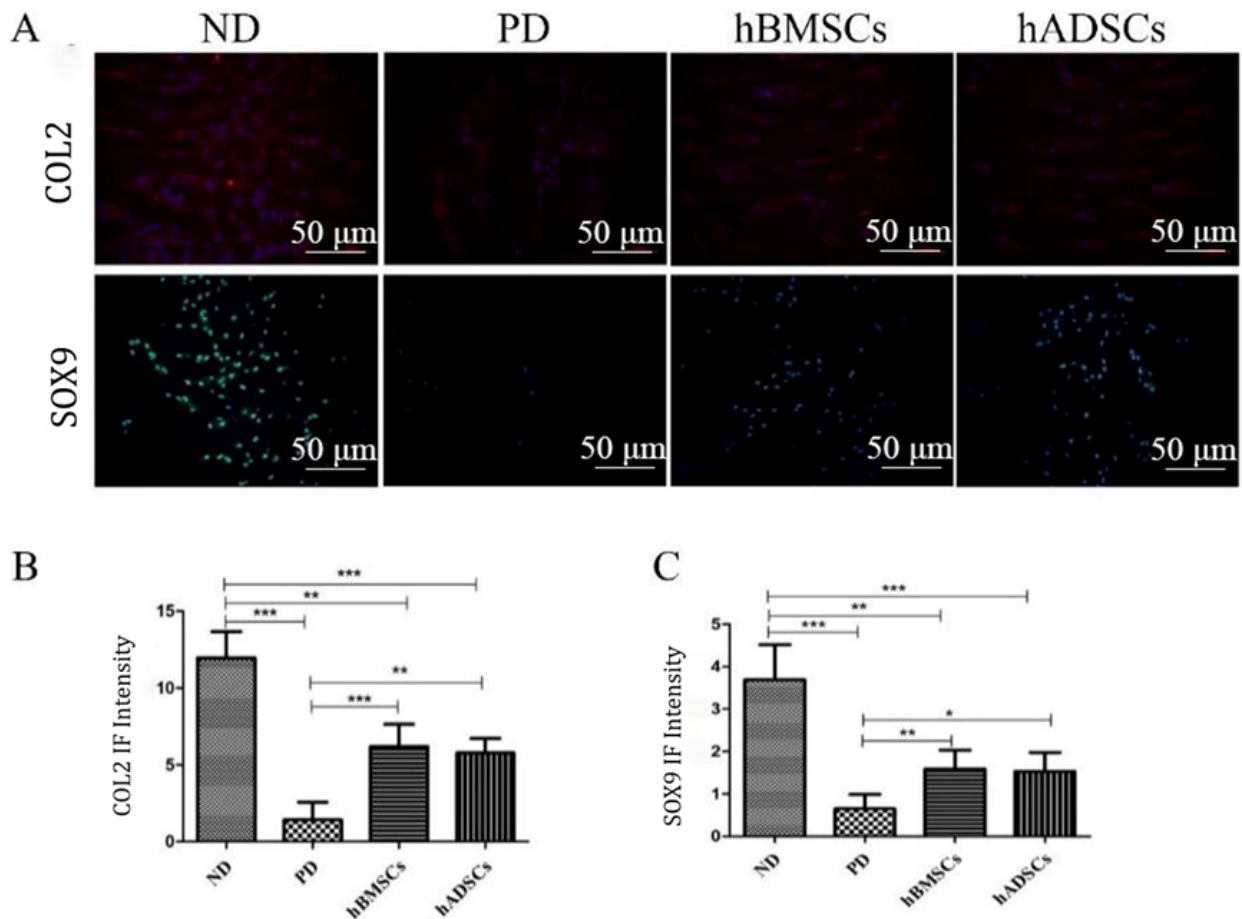 A
ND PD hBMSCs hADSCs
COL2
50 μm 50 μm 50 μm 50 μm
SOX9
50 μm 50 μm 50 μm 50 μm
B
***
**
***
**
***
COL2 IF Intensity
15
10
5
0
ND PD hBMSCs hADSCs
C
***
**
***
*
**
SOX9 IF Intensity
5
4
3
2
1
0
ND PD hBMSCs hADSCs